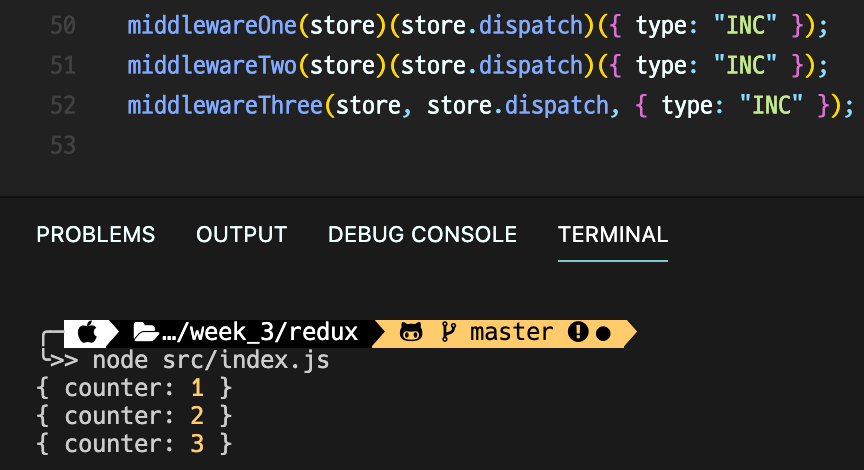 50 middlewareOne(store)(store.dispatch)({ type: "INC" });
51 middlewareTwo(store)(store.dispatch)({ type: "INC" });
52 middlewareThree(store, store.dispatch, { type: "INC" });
53
PROBLEMS OUTPUT DEBUG CONSOLE TERMINAL
…/week_3/redux master
>> node src/index.js
{ counter: 1 }
{ counter: 2 }
{ counter: 3 }